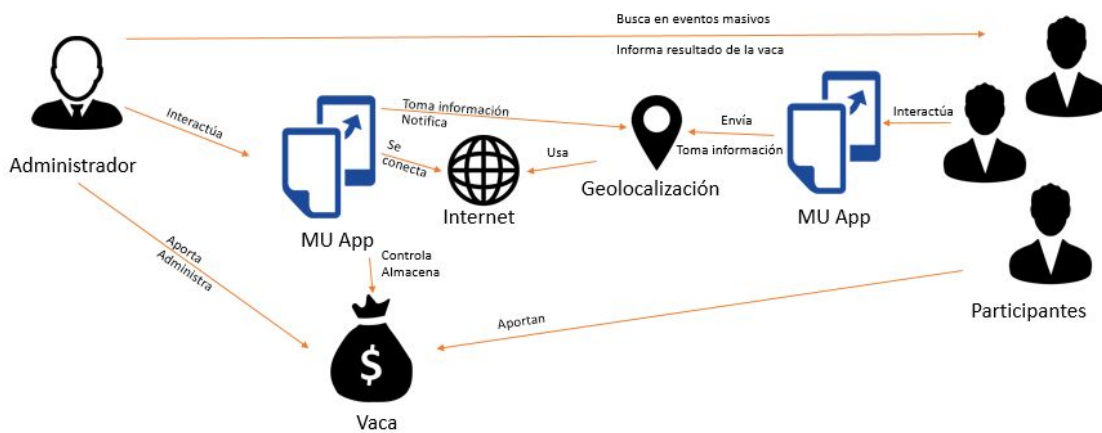 Busca en eventos masivos
Informa resultado de la vaca
Interactúa
Administrador
Toma información
Notifica
Se
conecta
Internet
MU App
Usa
Geolocalización
Envía
Toma información
MU App
Interactúa
Participantes
Aporta
Administra
Controla
Almacena
Aportan
$
Vaca